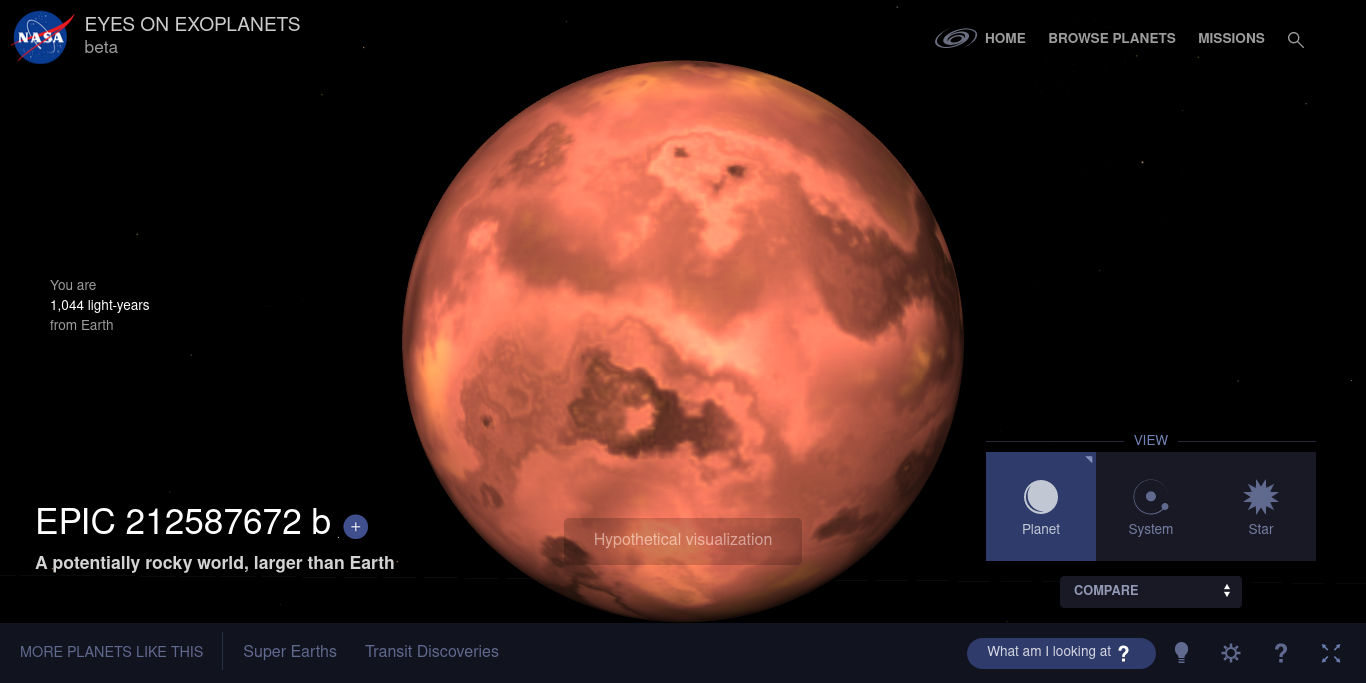 NASA
EYES ON EXOPLANETS
beta
HOME
BROWSE PLANETS
MISSIONS
You are
1,044 light-years
from Earth
EPIC 212587672 b +
A potentially rocky world, larger than Earth
Hypothetical visualization
VIEW
Planet
System
Star
COMPARE
MORE PLANETS LIKE THIS
Super Earths
Transit Discoveries
What am I looking at ?
?